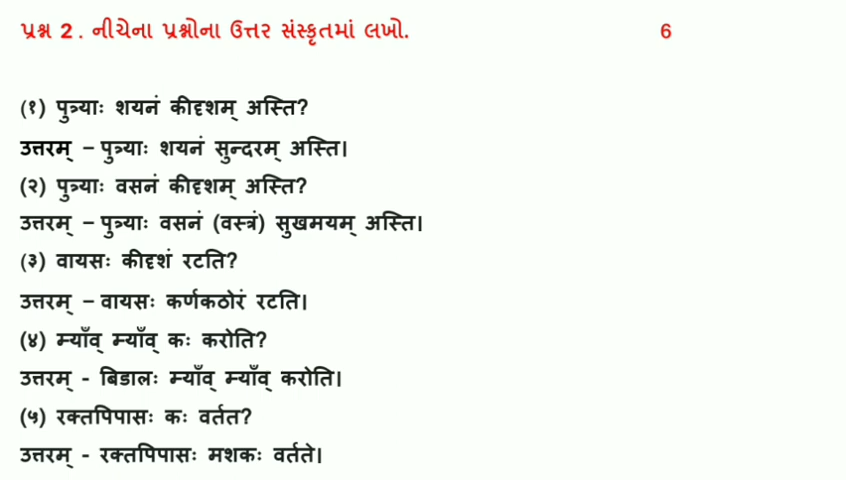 પ્રશ્ન 2 . નીચેના પ્રશ્નોના ઉત્તર સંસ્કૃતમાં લખો. 6
(१) पुत्र्याः शयनं कीदृशम् अस्ति?
उत्तरम् – पुत्र्याः शयनं सुन्दरम् अस्ति।
(२) पुत्र्याः वसनं कीदृशम् अस्ति?
उत्तरम् – पुत्र्याः वसनं (वस्त्रं) सुखमयम् अस्ति।
(३) वायसः कीदृशं रटति?
उत्तरम् – वायसः कर्णकठोरं रटति।
(४) म्याँव् म्याँव् कः करोति?
उत्तरम् - बिडालः म्याँव् म्याँव् करोति।
(५) रक्तपिपासः कः वर्तत?
उत्तरम् - रक्तपिपासः मशकः वर्तते।